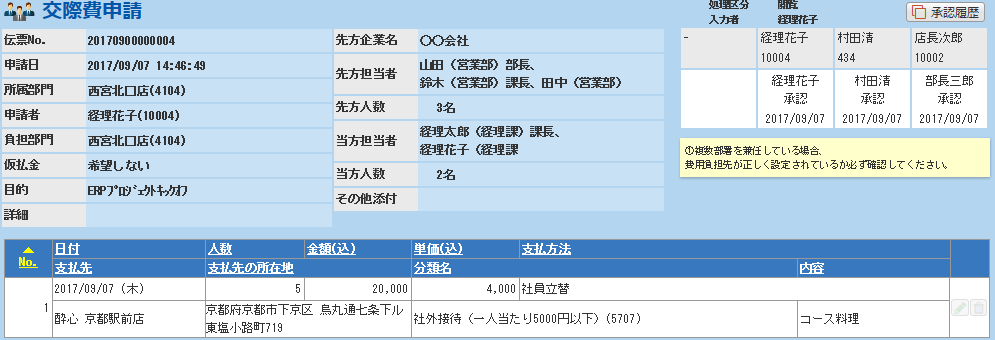 交際費申請
処理区分 閲覧
入力者 経理花子
承認履歴
伝票No. 20170900000004
申請日 2017/09/07 14:46:49
所属部門 西宮北口店(4104)
申請者 経理花子(10004)
負担部門 西宮北口店(4104)
仮払金 希望しない
目的 ERPﾌﾟﾛｼﾞｪｸﾄｷｯｸｵﾌ
詳細
先方企業名 〇〇会社
先方担当者 山田（営業部）部長、
鈴木（営業部）課長、田中（営業部）
先方人数 3名
当方担当者 経理太郎（経理課）課長、
経理花子（経理課
当方人数 2名
その他添付
- 経理花子 村田清 店長次郎
10004 434 10002
経理花子 村田清 部長三郎
承認 承認 承認
2017/09/07 2017/09/07 2017/09/07
①複数部署を兼任している場合、
費用負担先が正しく設定されているか必ず確認してください。
No.
日付 人数 金額(込) 単価(込) 支払方法
支払先 支払先の所在地 分類名 内容
1
2017/09/07（木） 5 20,000 4,000 社員立替
酔心 京都駅前店 京都府京都市下京区 烏丸通七条下ル
東塩小路町719 社外接待（一人当たり5000円以下）(5707) コース料理